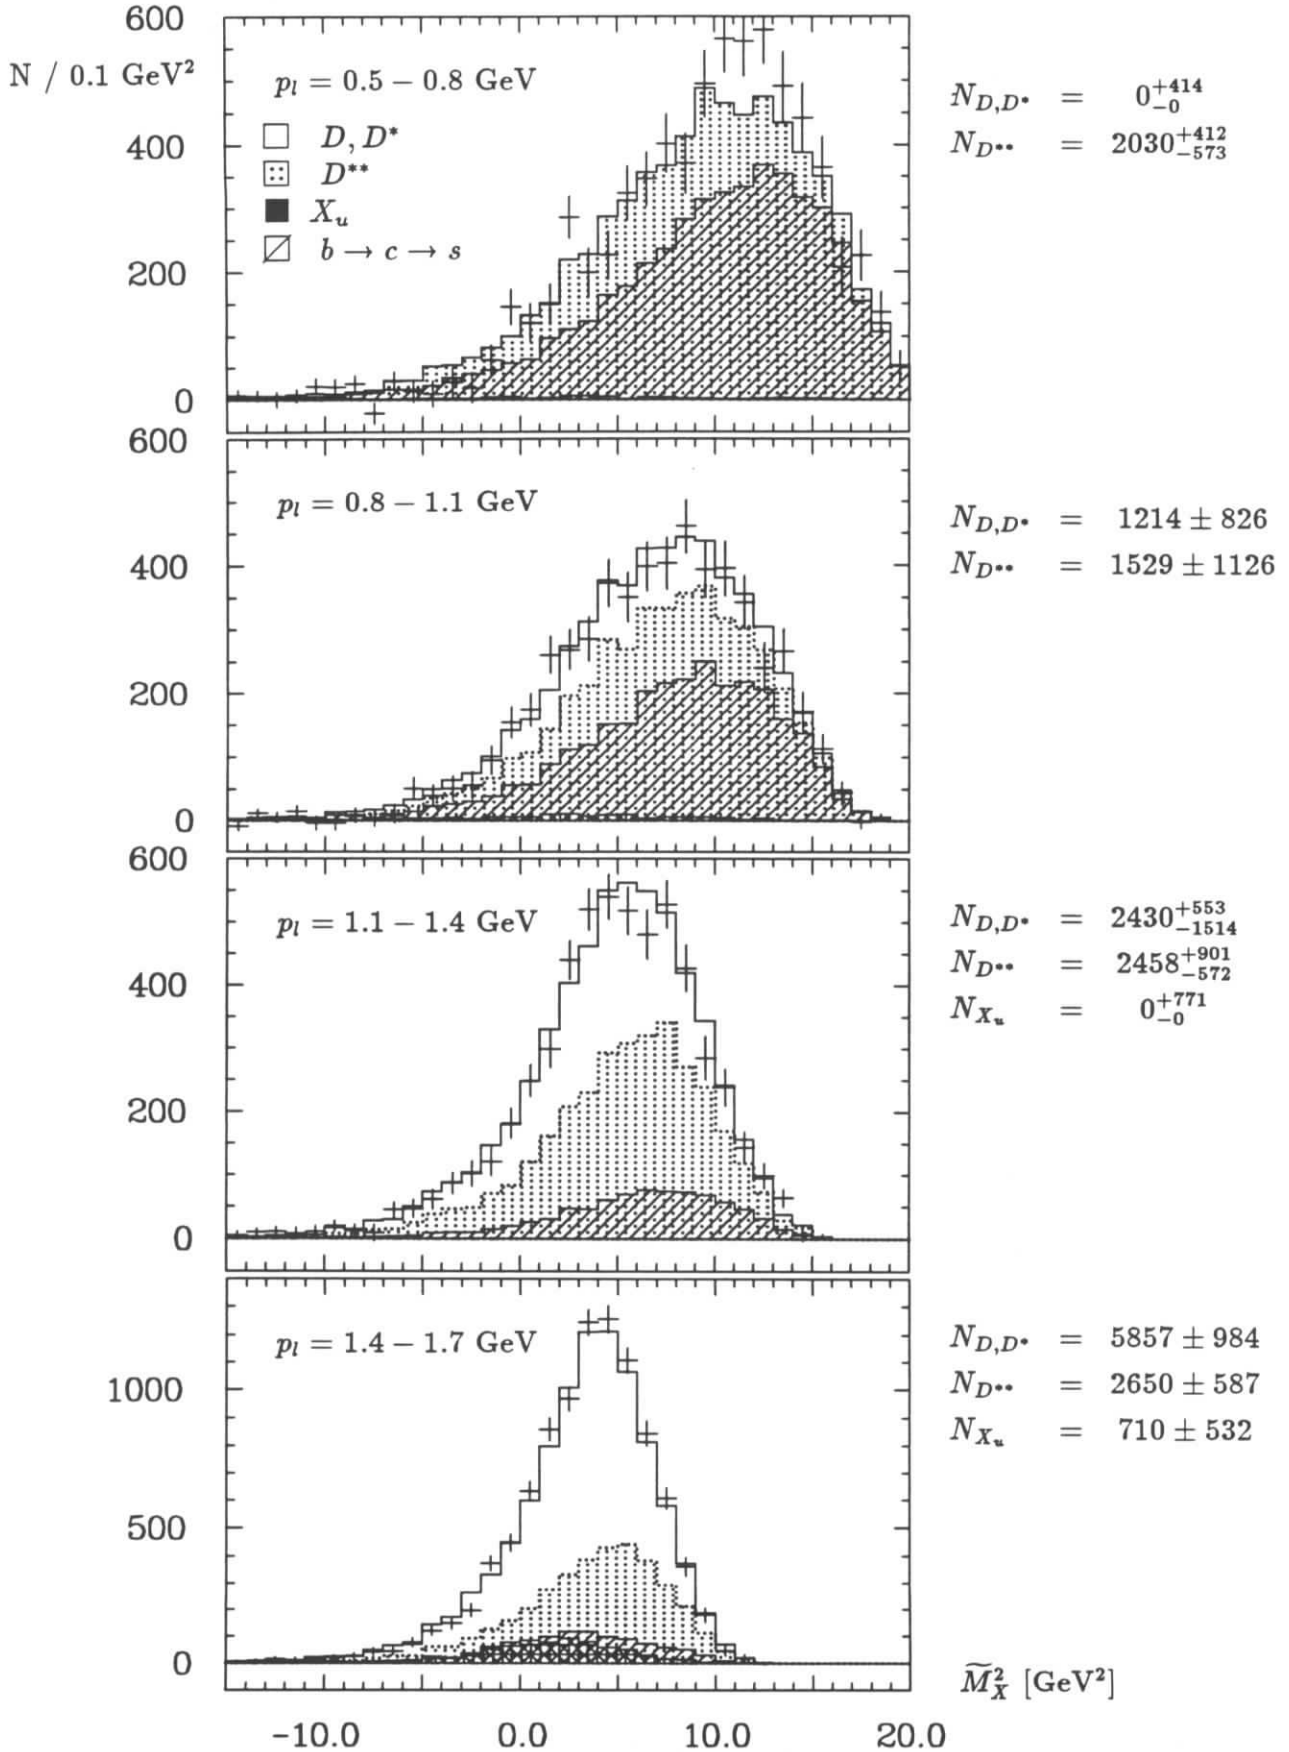 600
N / 0.1 GeV²
p_l = 0.5 − 0.8 GeV
D, D*
D**
X_u
b → c → s
400
200
0
N_{D,D*} = 0^{+414}_{−0}
N_{D**} = 2030^{+412}_{−573}
600
p_l = 0.8 − 1.1 GeV
400
200
0
N_{D,D*} = 1214 ± 826
N_{D**} = 1529 ± 1126
600
p_l = 1.1 − 1.4 GeV
400
200
0
N_{D,D*} = 2430^{+553}_{−1514}
N_{D**} = 2458^{+901}_{−572}
N_{X_u} = 0^{+771}_{−0}
p_l = 1.4 − 1.7 GeV
1000
500
0
N_{D,D*} = 5857 ± 984
N_{D**} = 2650 ± 587
N_{X_u} = 710 ± 532
M̃²_X [GeV²]
-10.0 0.0 10.0 20.0